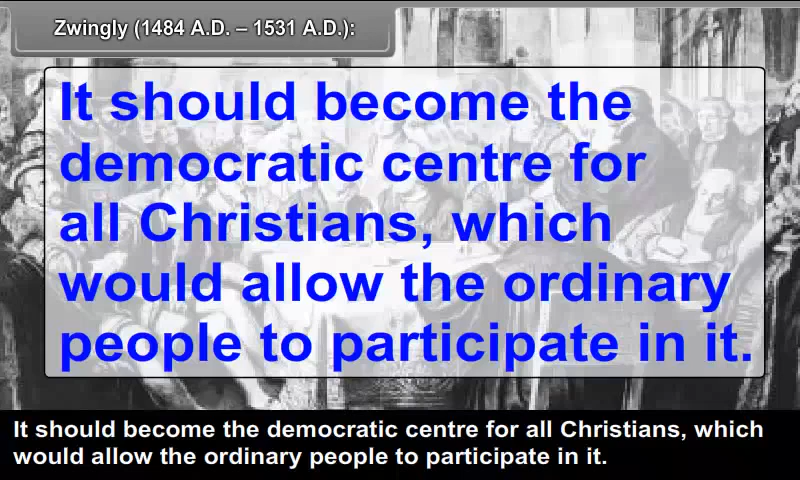 Zwingly (1484 A.D. – 1531 A.D.):
It should become the
democratic centre for
all Christians, which
would allow the ordinary
people to participate in it.
It should become the democratic centre for all Christians, which
would allow the ordinary people to participate in it.